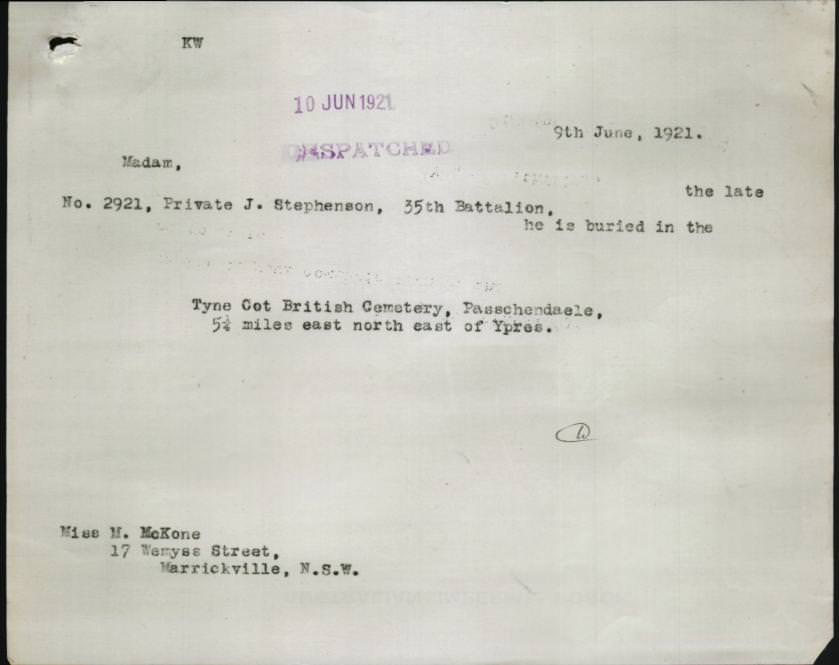 KW
10 JUN 1921
DESPATCHED
9th June, 1921.
Madam,
the late
No. 2921, Private J. Stephenson, 35th Battalion,
he is buried in the
Tyne Cot British Cemetery, Passchendaele,
5¼ miles east north east of Ypres.
Miss M. McKone
17 Wemyss Street,
Marrickville, N.S.W.